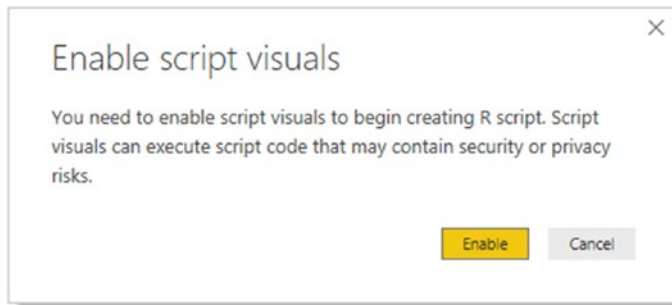 Enable script visuals
You need to enable script visuals to begin creating R script. Script
visuals can execute script code that may contain security or privacy
risks.
Enable
Cancel